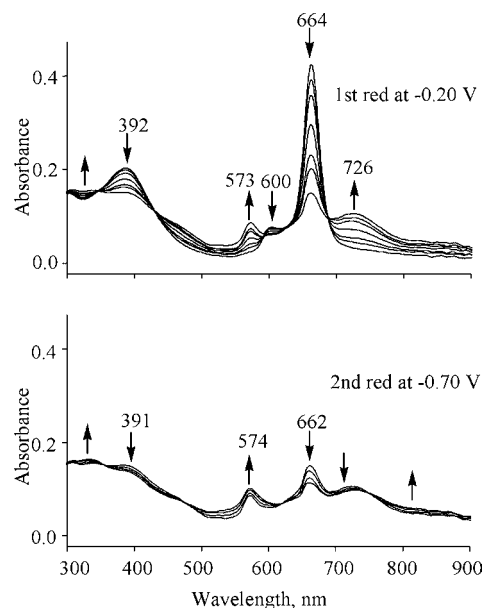 664
0.4
1st red at -0.20 V
392
Absorbance
0.2
573
600
726
0.0
0.4
2nd red at -0.70 V
Absorbance
391
574
662
0.2
0.0
300 400 500 600 700 800 900
Wavelength, nm